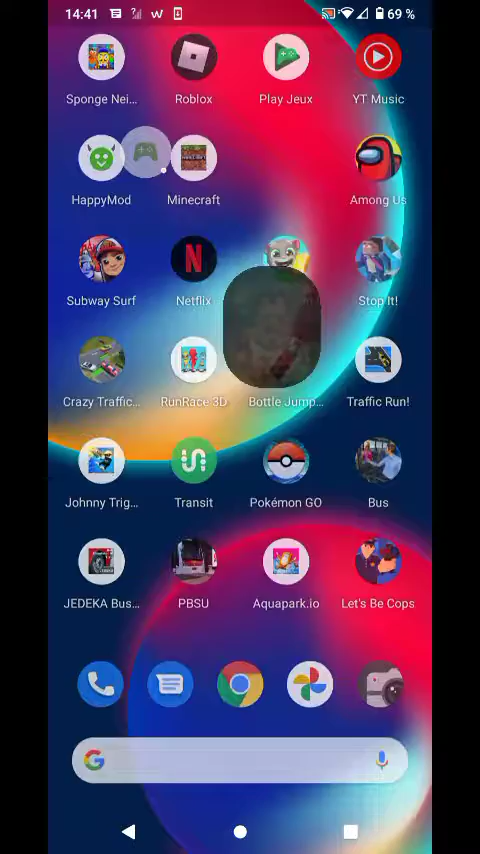 14:41
69 %
Sponge Nei...
Roblox
Play Jeux
YT Music
HappyMod
Minecraft
Among Us
Subway Surf
Netflix
Stop It!
Crazy Traffic...
RunRace 3D
Bottle Jump...
Traffic Run!
Johnny Trig...
Transit
Pokémon GO
Bus
JEDEKA Bus...
PBSU
Aquapark.io
Let's Be Cops